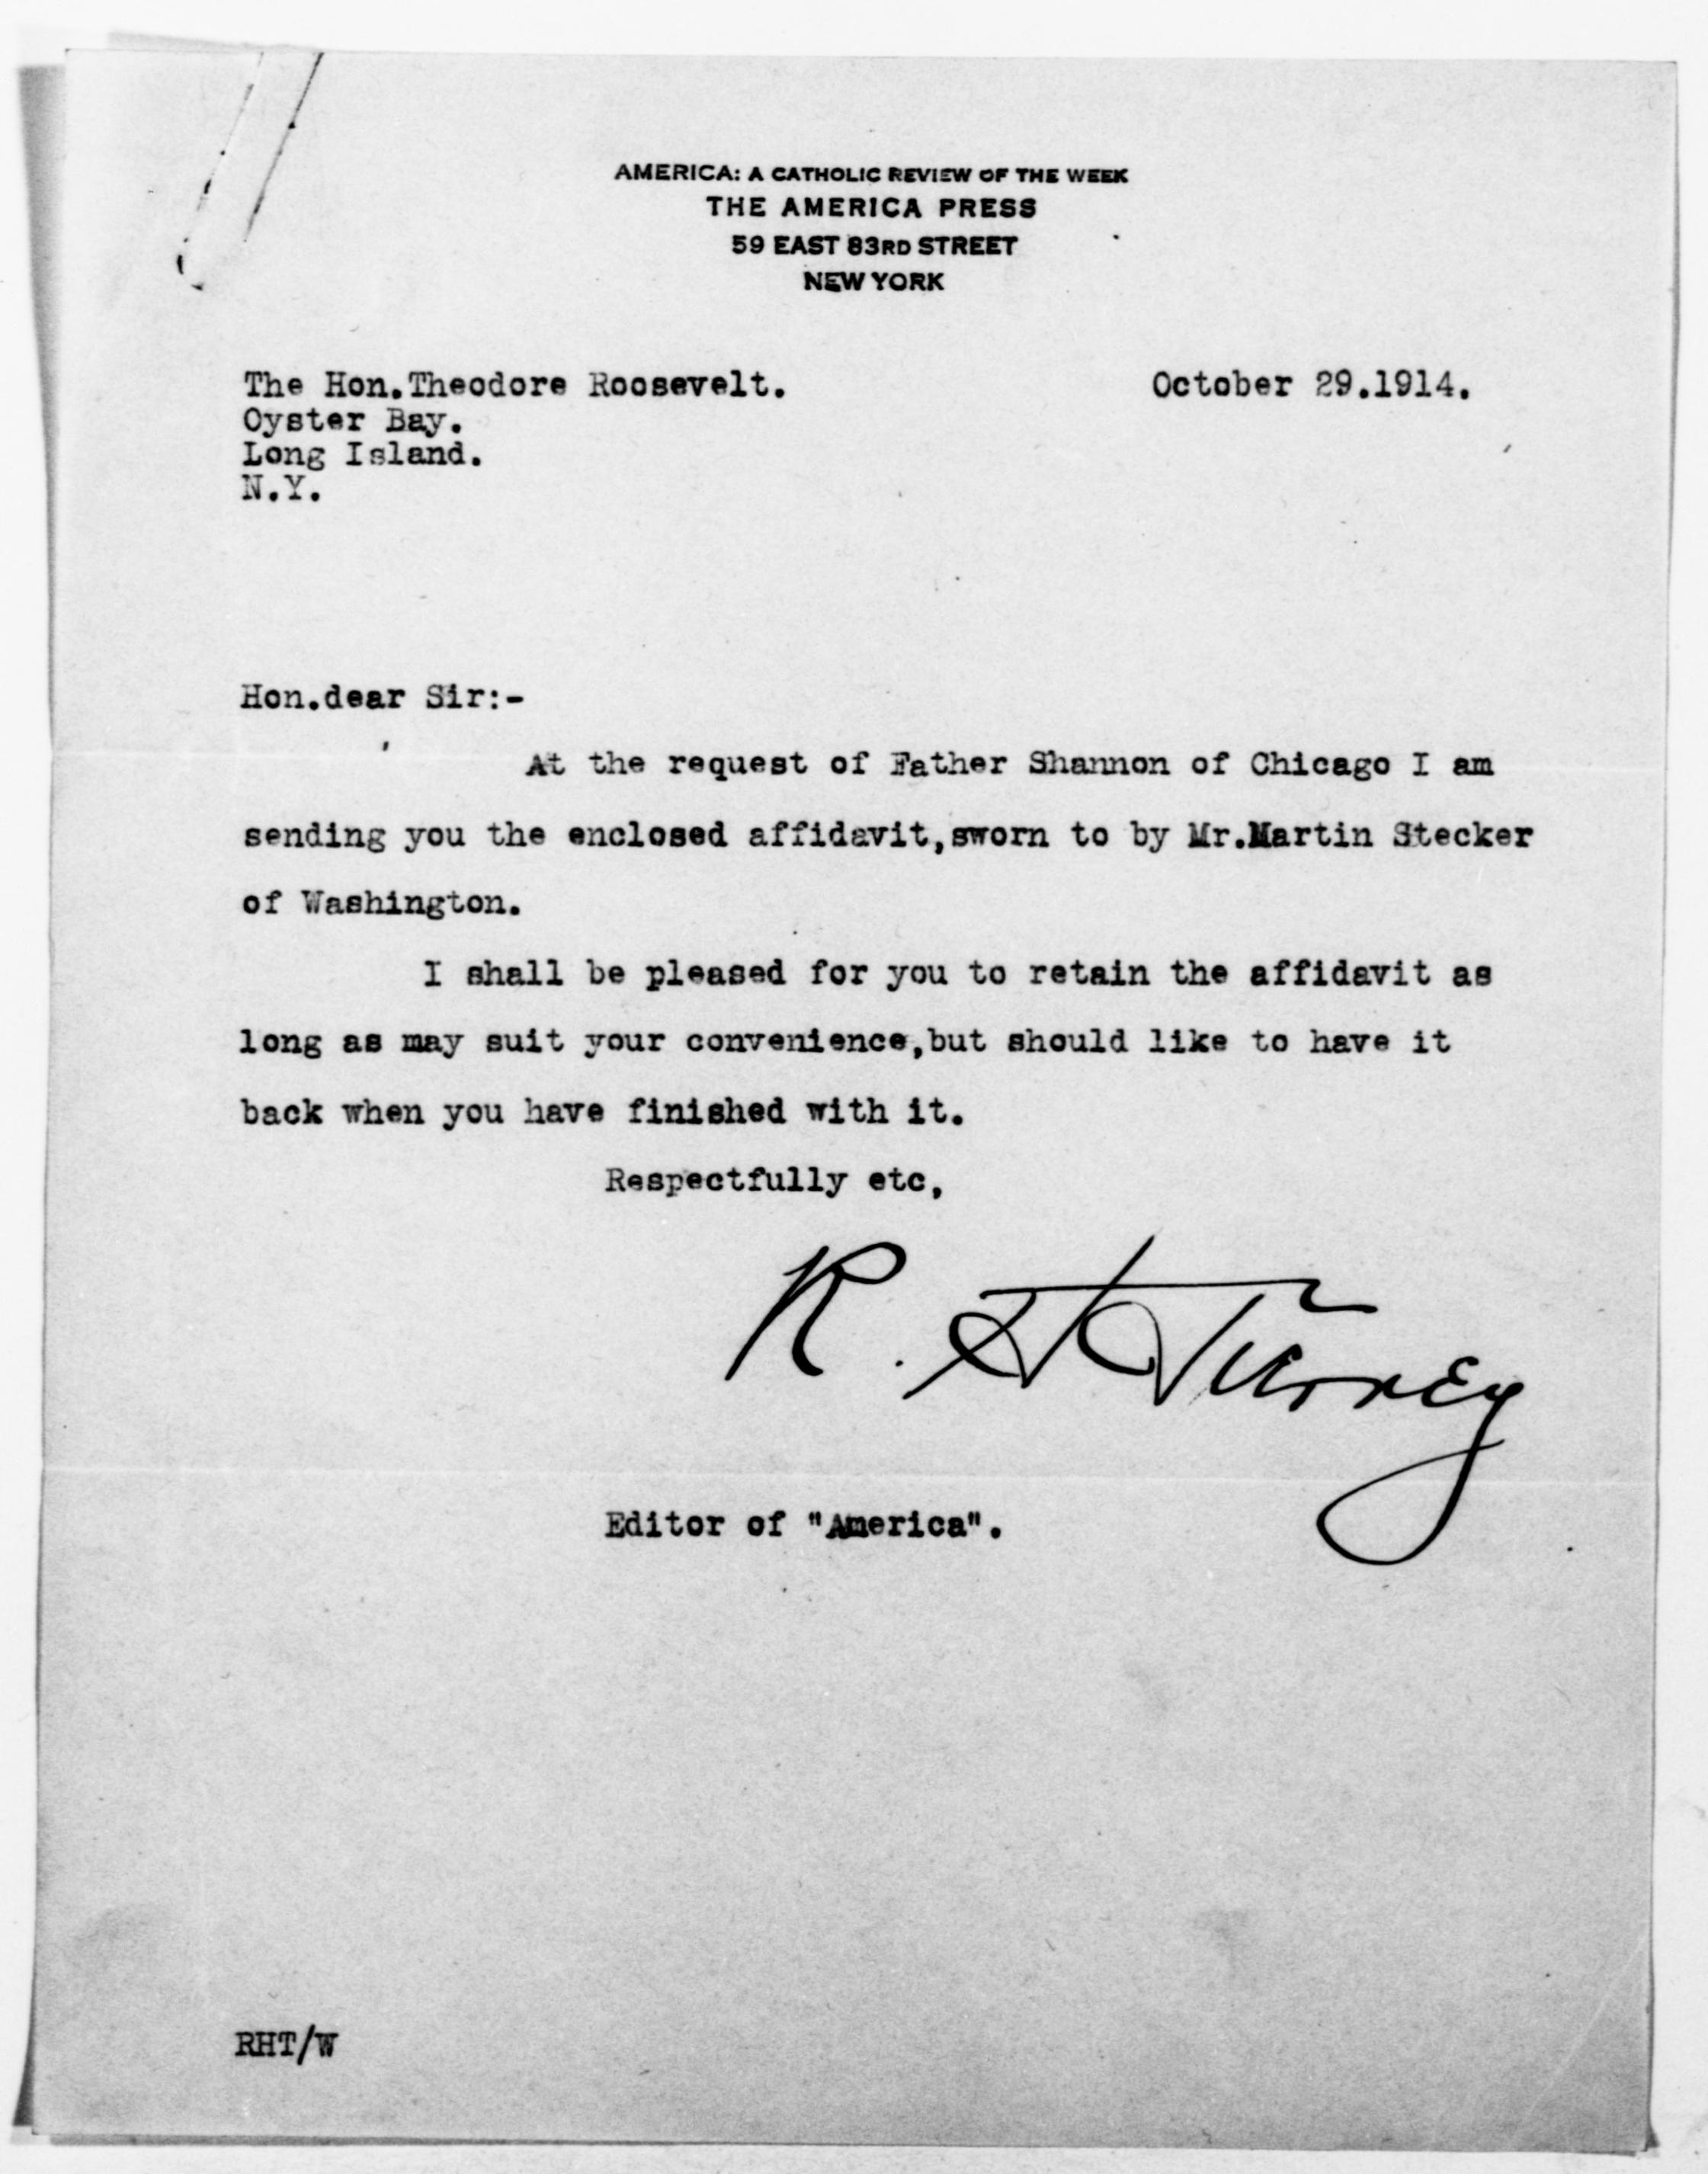 AMERICA: A CATHOLIC REVIEW OF THE WEEK
THE AMERICA PRESS
59 EAST 83RD STREET
NEW YORK
The Hon.Theodore Roosevelt. October 29.1914.
Oyster Bay.
Long Island.
N.Y.
Hon.dear Sir:-
At the request of Father Shannon of Chicago I am
sending you the enclosed affidavit,sworn to by Mr.Martin Stecker
of Washington.
I shall be pleased for you to retain the affidavit as
long as may suit your convenience,but should like to have it
back when you have finished with it.
Respectfully etc,
R. H Tierney
Editor of "America".
RHT/W